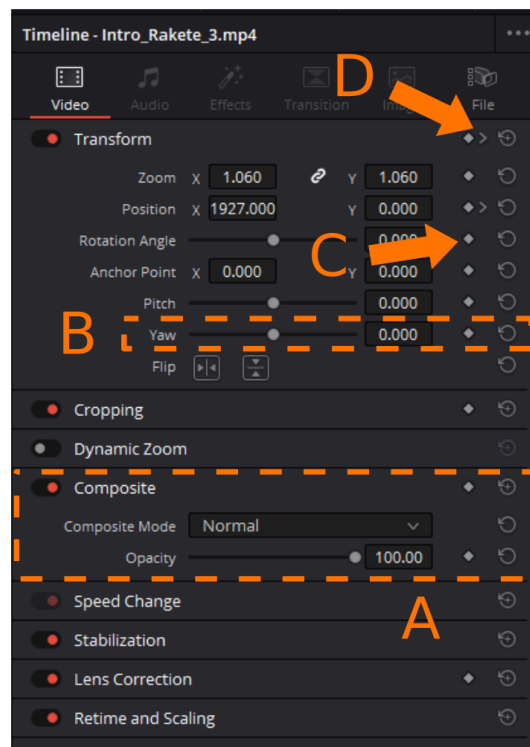 Timeline - Intro_Rakete_3.mp4
D
Video Audio Effects Transition File
Transform
Zoom X 1.060 Y 1.060
Position X 1927.000 Y 0.000
C
Rotation Angle 0.000
Anchor Point X 0.000 Y 0.000
Pitch 0.000
B
Yaw 0.000
Flip
Cropping
Dynamic Zoom
Composite
Composite Mode Normal
Opacity 100.00
A
Speed Change
Stabilization
Lens Correction
Retime and Scaling